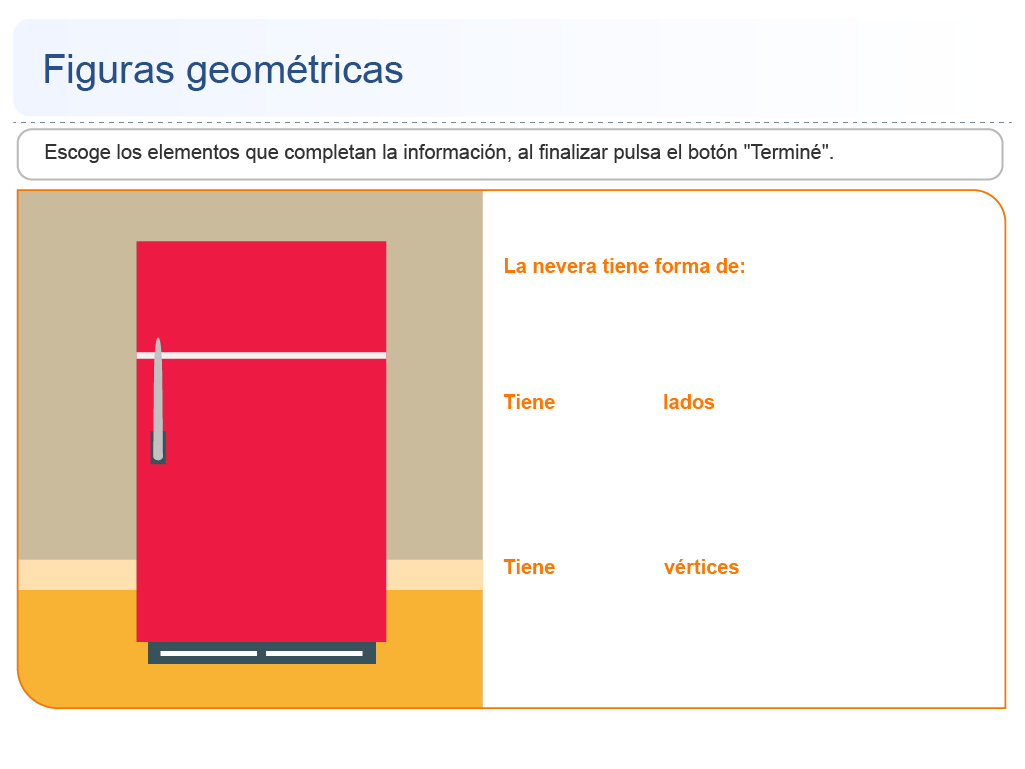 Figuras geométricas
Escoge los elementos que completan la información, al finalizar pulsa el botón "Terminé".
La nevera tiene forma de:
Tiene lados
Tiene vértices